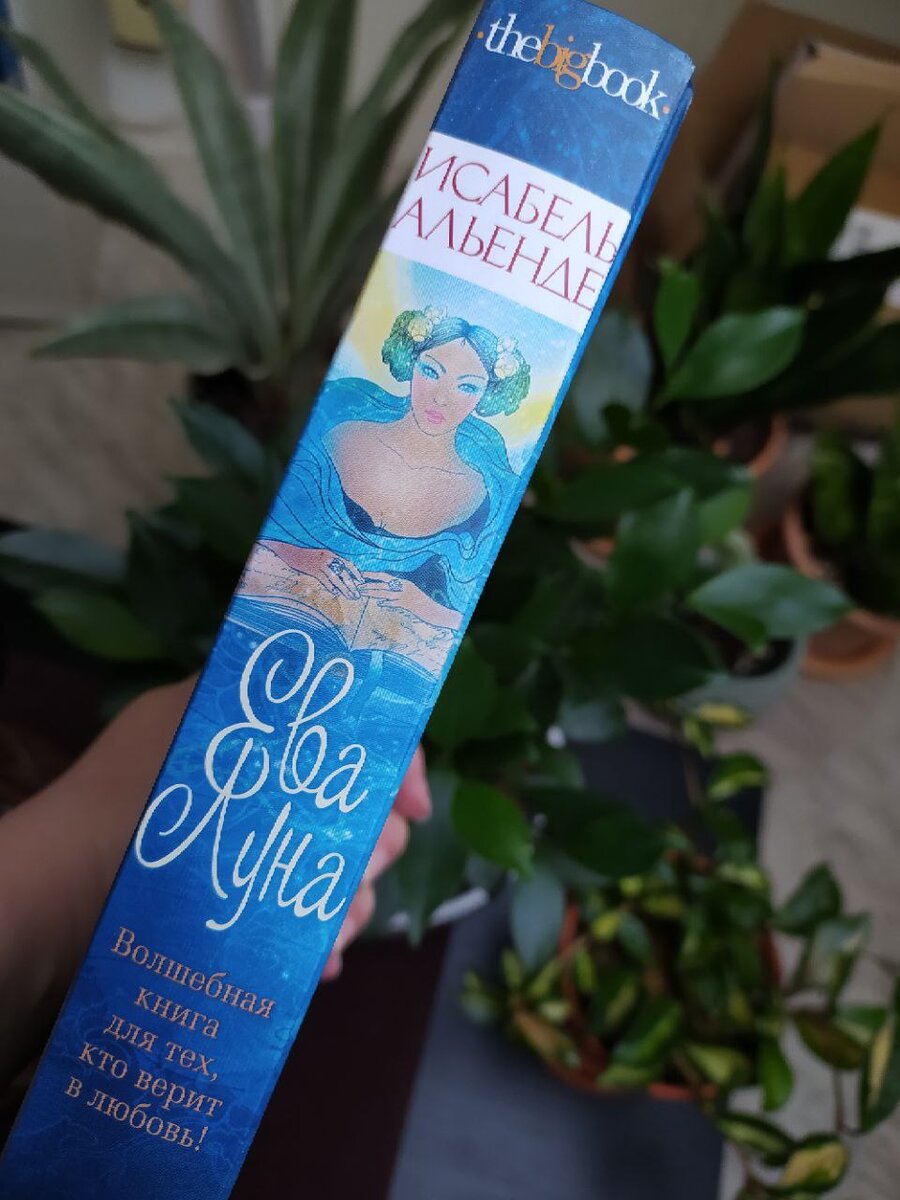 ·thebigbook·
ИСАБЕЛЬ
АЛЬЕНДЕ
Ева
Луна
Волшебная
книга
для тех,
кто верит
в любовь!